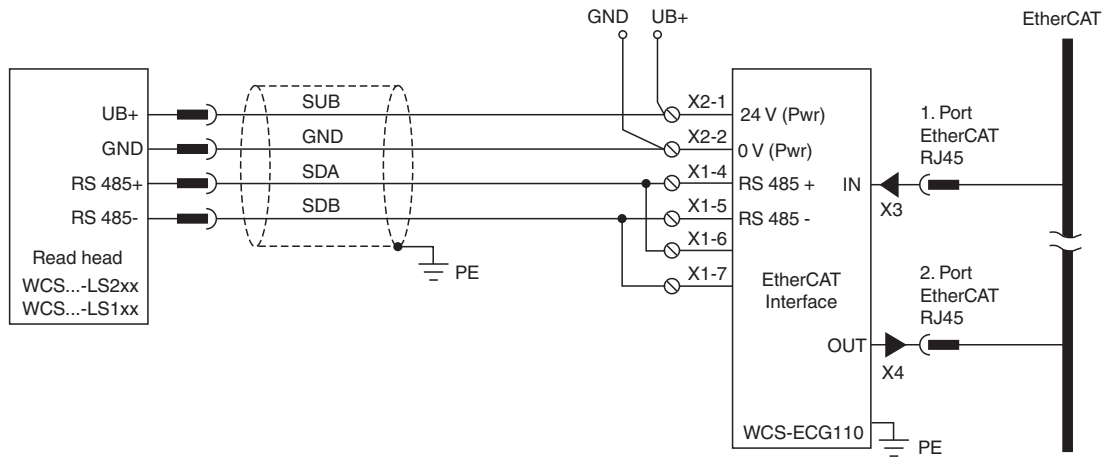 GND UB+
EtherCAT
UB+
GND
RS 485+
RS 485-
Read head
WCS...-LS2xx
WCS...-LS1xx
SUB
GND
SDA
SDB
PE
X2-1
X2-2
X1-4
X1-5
X1-6
X1-7
24 V (Pwr)
0 V (Pwr)
RS 485 +
RS 485 -
IN
EtherCAT
Interface
OUT
WCS-ECG110
PE
X3
1. Port
EtherCAT
RJ45
X4
2. Port
EtherCAT
RJ45